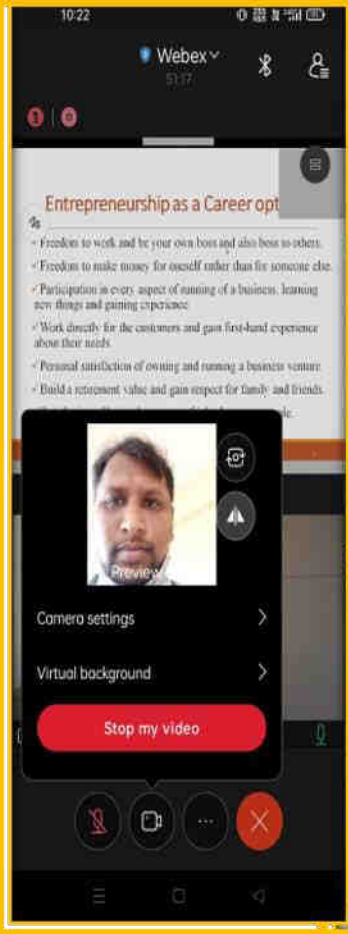 10:22
Webex
51:17
Entrepreneurship as a Career opt
Freedom to work and be your own boss and also boss to others.
Freedom to make money for oneself rather than for someone else.
Participation in every aspect of running of a business, learning
new things and gaining experience
Work directly for the customers and gain first-hand experience
about their needs.
Personal satisfaction of owning and running a business venture
Build a retirement value and gain respect for family and friends.
Preview
Camera settings
Virtual background
Stop my video